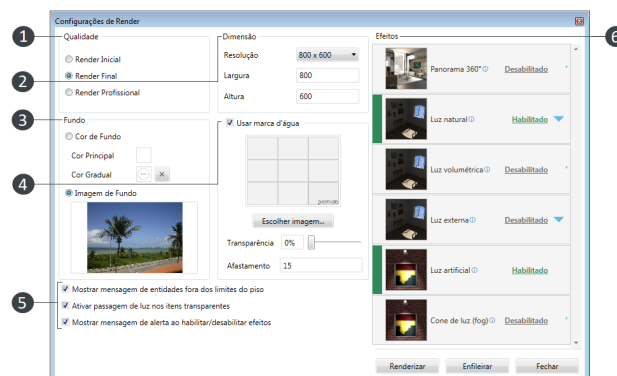 Configurações de Render
1
Qualidade
Render Inicial
Render Final
Render Profissional
2
Dimensão
Resolução 800 x 600
Largura 800
Altura 600
3
Fundo
Cor de Fundo
Cor Principal
Cor Gradual
Imagem de Fundo
4
Usar marca d'água
promob
Escolher imagem...
Transparência 0%
Afastamento 15
5
Mostrar mensagem de entidades fora dos limites do piso
Ativar passagem de luz nos itens transparentes
Mostrar mensagem de alerta ao habilitar/desabilitar efeitos
6
Efeitos
Panorama 360° Desabilitado
Luz natural Habilitado
Luz volumétrica Desabilitado
Luz externa Desabilitado
Luz artificial Habilitado
Cone de luz (fog) Desabilitado
Renderizar Enfileirar Fechar